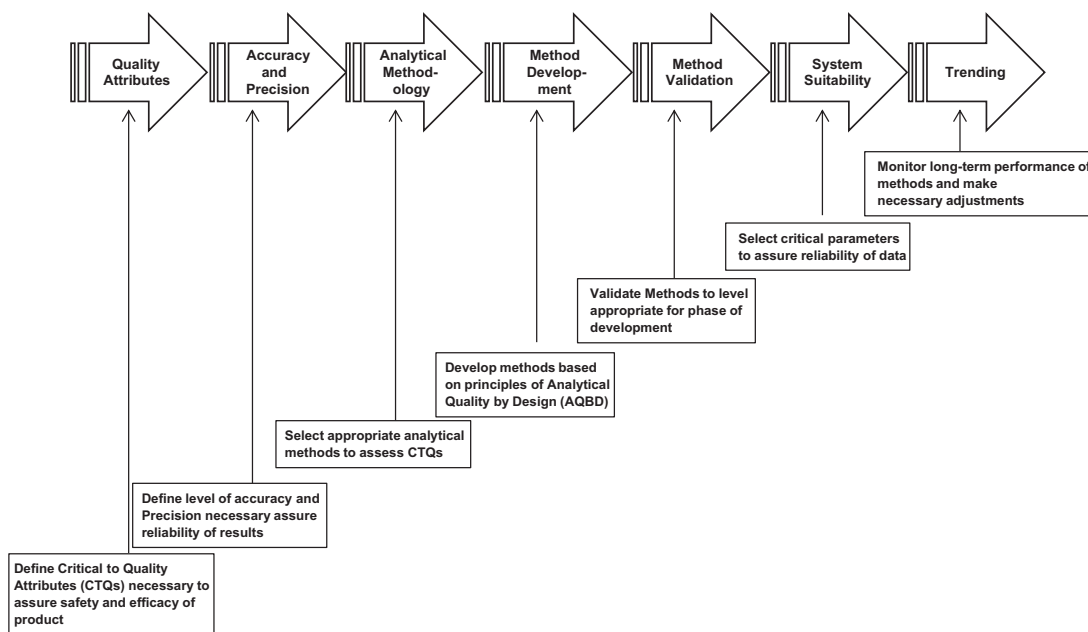 Quality
Attributes
Accuracy
and
Precision
Analytical
Method-
ology
Method
Develop-
ment
Method
Validation
System
Suitability
Trending
Monitor long-term performance of
methods and make
necessary adjustments
Select critical parameters
to assure reliability of data
Validate Methods to level
appropriate for phase of
development
Develop methods based
on principles of Analytical
Quality by Design (AQBD)
Select appropriate analytical
methods to assess CTQs
Define level of accuracy and
Precision necessary assure
reliability of results
Define Critical to Quality
Attributes (CTQs) necessary to
assure safety and efficacy of
product